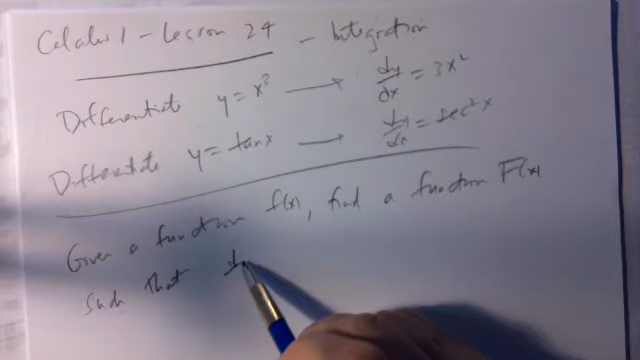 Calculus 1 - Lesson 24 - Integration
Differentiate y = x³ → dy/dx = 3x²
Differentiate y = tan x → dy/dx = sec² x
Given a function f(x), find a function F(x)
such that